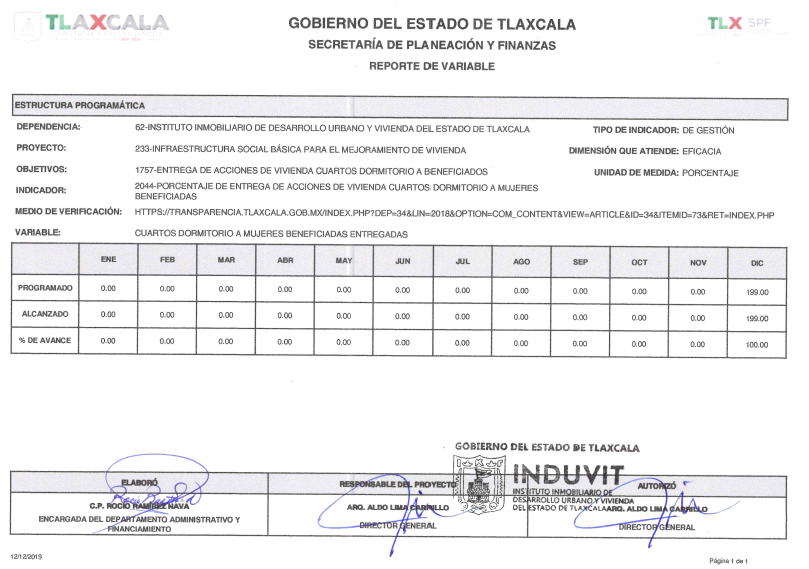 TLAXCALA
GOBIERNO DEL ESTADO DE TLAXCALA
TLX SPF
SECRETARÍA DE PLANEACIÓN Y FINANZAS
REPORTE DE VARIABLE
ESTRUCTURA PROGRAMÁTICA
DEPENDENCIA: 62-INSTITUTO INMOBILIARIO DE DESARROLLO URBANO Y VIVIENDA DEL ESTADO DE TLAXCALA TIPO DE INDICADOR: DE GESTIÓN
PROYECTO: 233-INFRAESTRUCTURA SOCIAL BÁSICA PARA EL MEJORAMIENTO DE VIVIENDA DIMENSIÓN QUE ATIENDE: EFICACIA
OBJETIVOS: 1757-ENTREGA DE ACCIONES DE VIVIENDA CUARTOS DORMITORIO A BENEFICIADOS UNIDAD DE MEDIDA: PORCENTAJE
INDICADOR: 2044-PORCENTAJE DE ENTREGA DE ACCIONES DE VIVIENDA CUARTOS DORMITORIO A MUJERES
BENEFICIADAS
MEDIO DE VERIFICACIÓN: HTTPS://TRANSPARENCIA.TLAXCALA.GOB.MX/INDEX.PHP?DEP=34&LIN=2018&OPTION=COM_CONTENT&VIEW=ARTICLE&ID=34&ITEMID=73&RET=INDEX.PHP
VARIABLE: CUARTOS DORMITORIO A MUJERES BENEFICIADAS ENTREGADAS
ENE FEB MAR ABR MAY JUN JUL AGO SEP OCT NOV DIC
PROGRAMADO 0.00 0.00 0.00 0.00 0.00 0.00 0.00 0.00 0.00 0.00 0.00 199.00
ALCANZADO 0.00 0.00 0.00 0.00 0.00 0.00 0.00 0.00 0.00 0.00 0.00 199.00
% DE AVANCE 0.00 0.00 0.00 0.00 0.00 0.00 0.00 0.00 0.00 0.00 0.00 100.00
GOBIERNO DEL ESTADO DE TLAXCALA
INDUVIT
INSTITUTO INMOBILIARIO DE
DESARROLLO URBANO Y VIVIENDA
DEL ESTADO DE TLAXCALA
ELABORÓ
C.P. ROCIO RAMIREZ NAVA
ENCARGADA DEL DEPARTAMENTO ADMINISTRATIVO Y
FINANCIAMIENTO
RESPONSABLE DEL PROYECTO
ARQ. ALDO LIMA CARRILLO
DIRECTOR GENERAL
AUTORIZÓ
ARQ. ALDO LIMA CARRILLO
DIRECTOR GENERAL
12/12/2019
Página 1 de 1